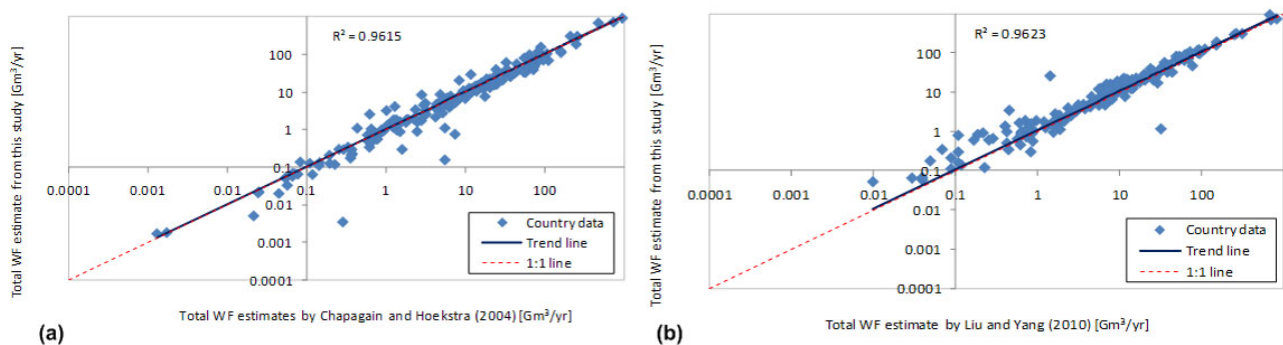 R² = 0.9615
Total WF estimate from this study [Gm³/yr]
100
10
1
0.1
0.01
0.001
0.0001
0.0001
0.001
0.01
0.1
1
10
100
Country data
Trend line
1:1 line
Total WF estimates by Chapagain and Hoekstra (2004) [Gm³/yr]
(a)
R² = 0.9623
Total WF estimate from this study [Gm³/yr]
100
10
1
0.1
0.01
0.001
0.0001
0.0001
0.001
0.01
0.1
1
10
100
Country data
Trend line
1:1 line
Total WF estimate by Liu and Yang (2010) [Gm³/yr]
(b)